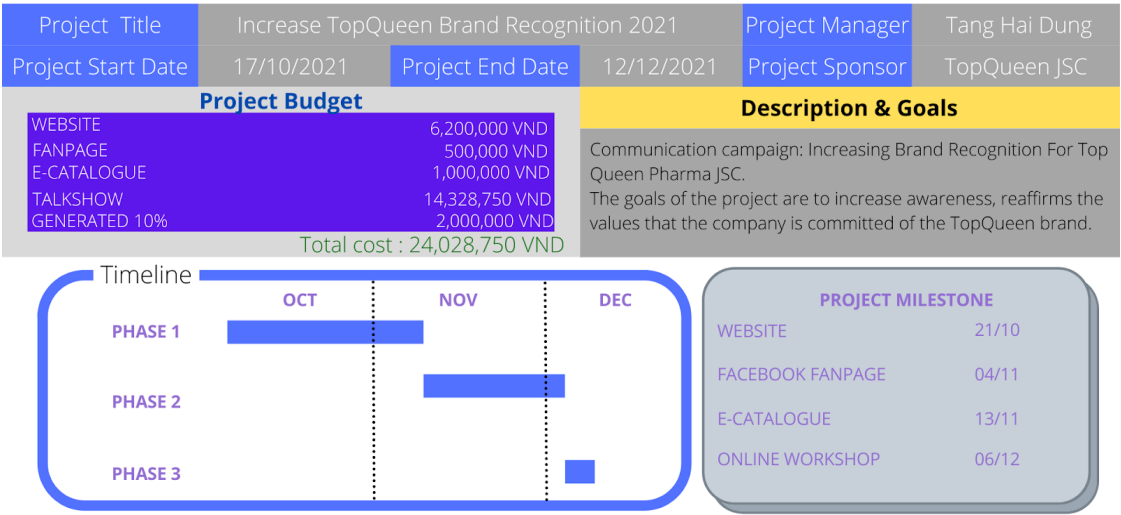 Project Title
Increase TopQueen Brand Recognition 2021
Project Manager
Tang Hai Dung
Project Start Date
17/10/2021
Project End Date
12/12/2021
Project Sponsor
TopQueen JSC
Project Budget
WEBSITE 6,200,000 VND
FANPAGE 500,000 VND
E-CATALOGUE 1,000,000 VND
TALKSHOW 14,328,750 VND
GENERATED 10% 2,000,000 VND
Total cost : 24,028,750 VND
Description & Goals
Communication campaign: Increasing Brand Recognition For Top
Queen Pharma JSC.
The goals of the project are to increase awareness, reaffirms the
values that the company is committed of the TopQueen brand.
Timeline
OCT NOV DEC
PHASE 1
PHASE 2
PHASE 3
PROJECT MILESTONE
WEBSITE 21/10
FACEBOOK FANPAGE 04/11
E-CATALOGUE 13/11
ONLINE WORKSHOP 06/12